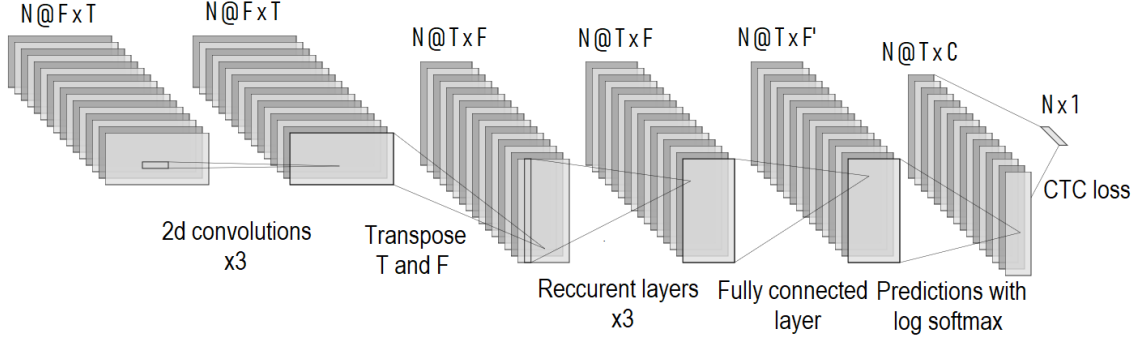 N@FxT
N@FxT
N@TxF
N@TxF
N@TxF'
N@TxC
Nx1
CTC loss
2d convolutions
x3
Transpose
T and F
Reccurent layers
x3
Fully connected
layer
Predictions with
log softmax